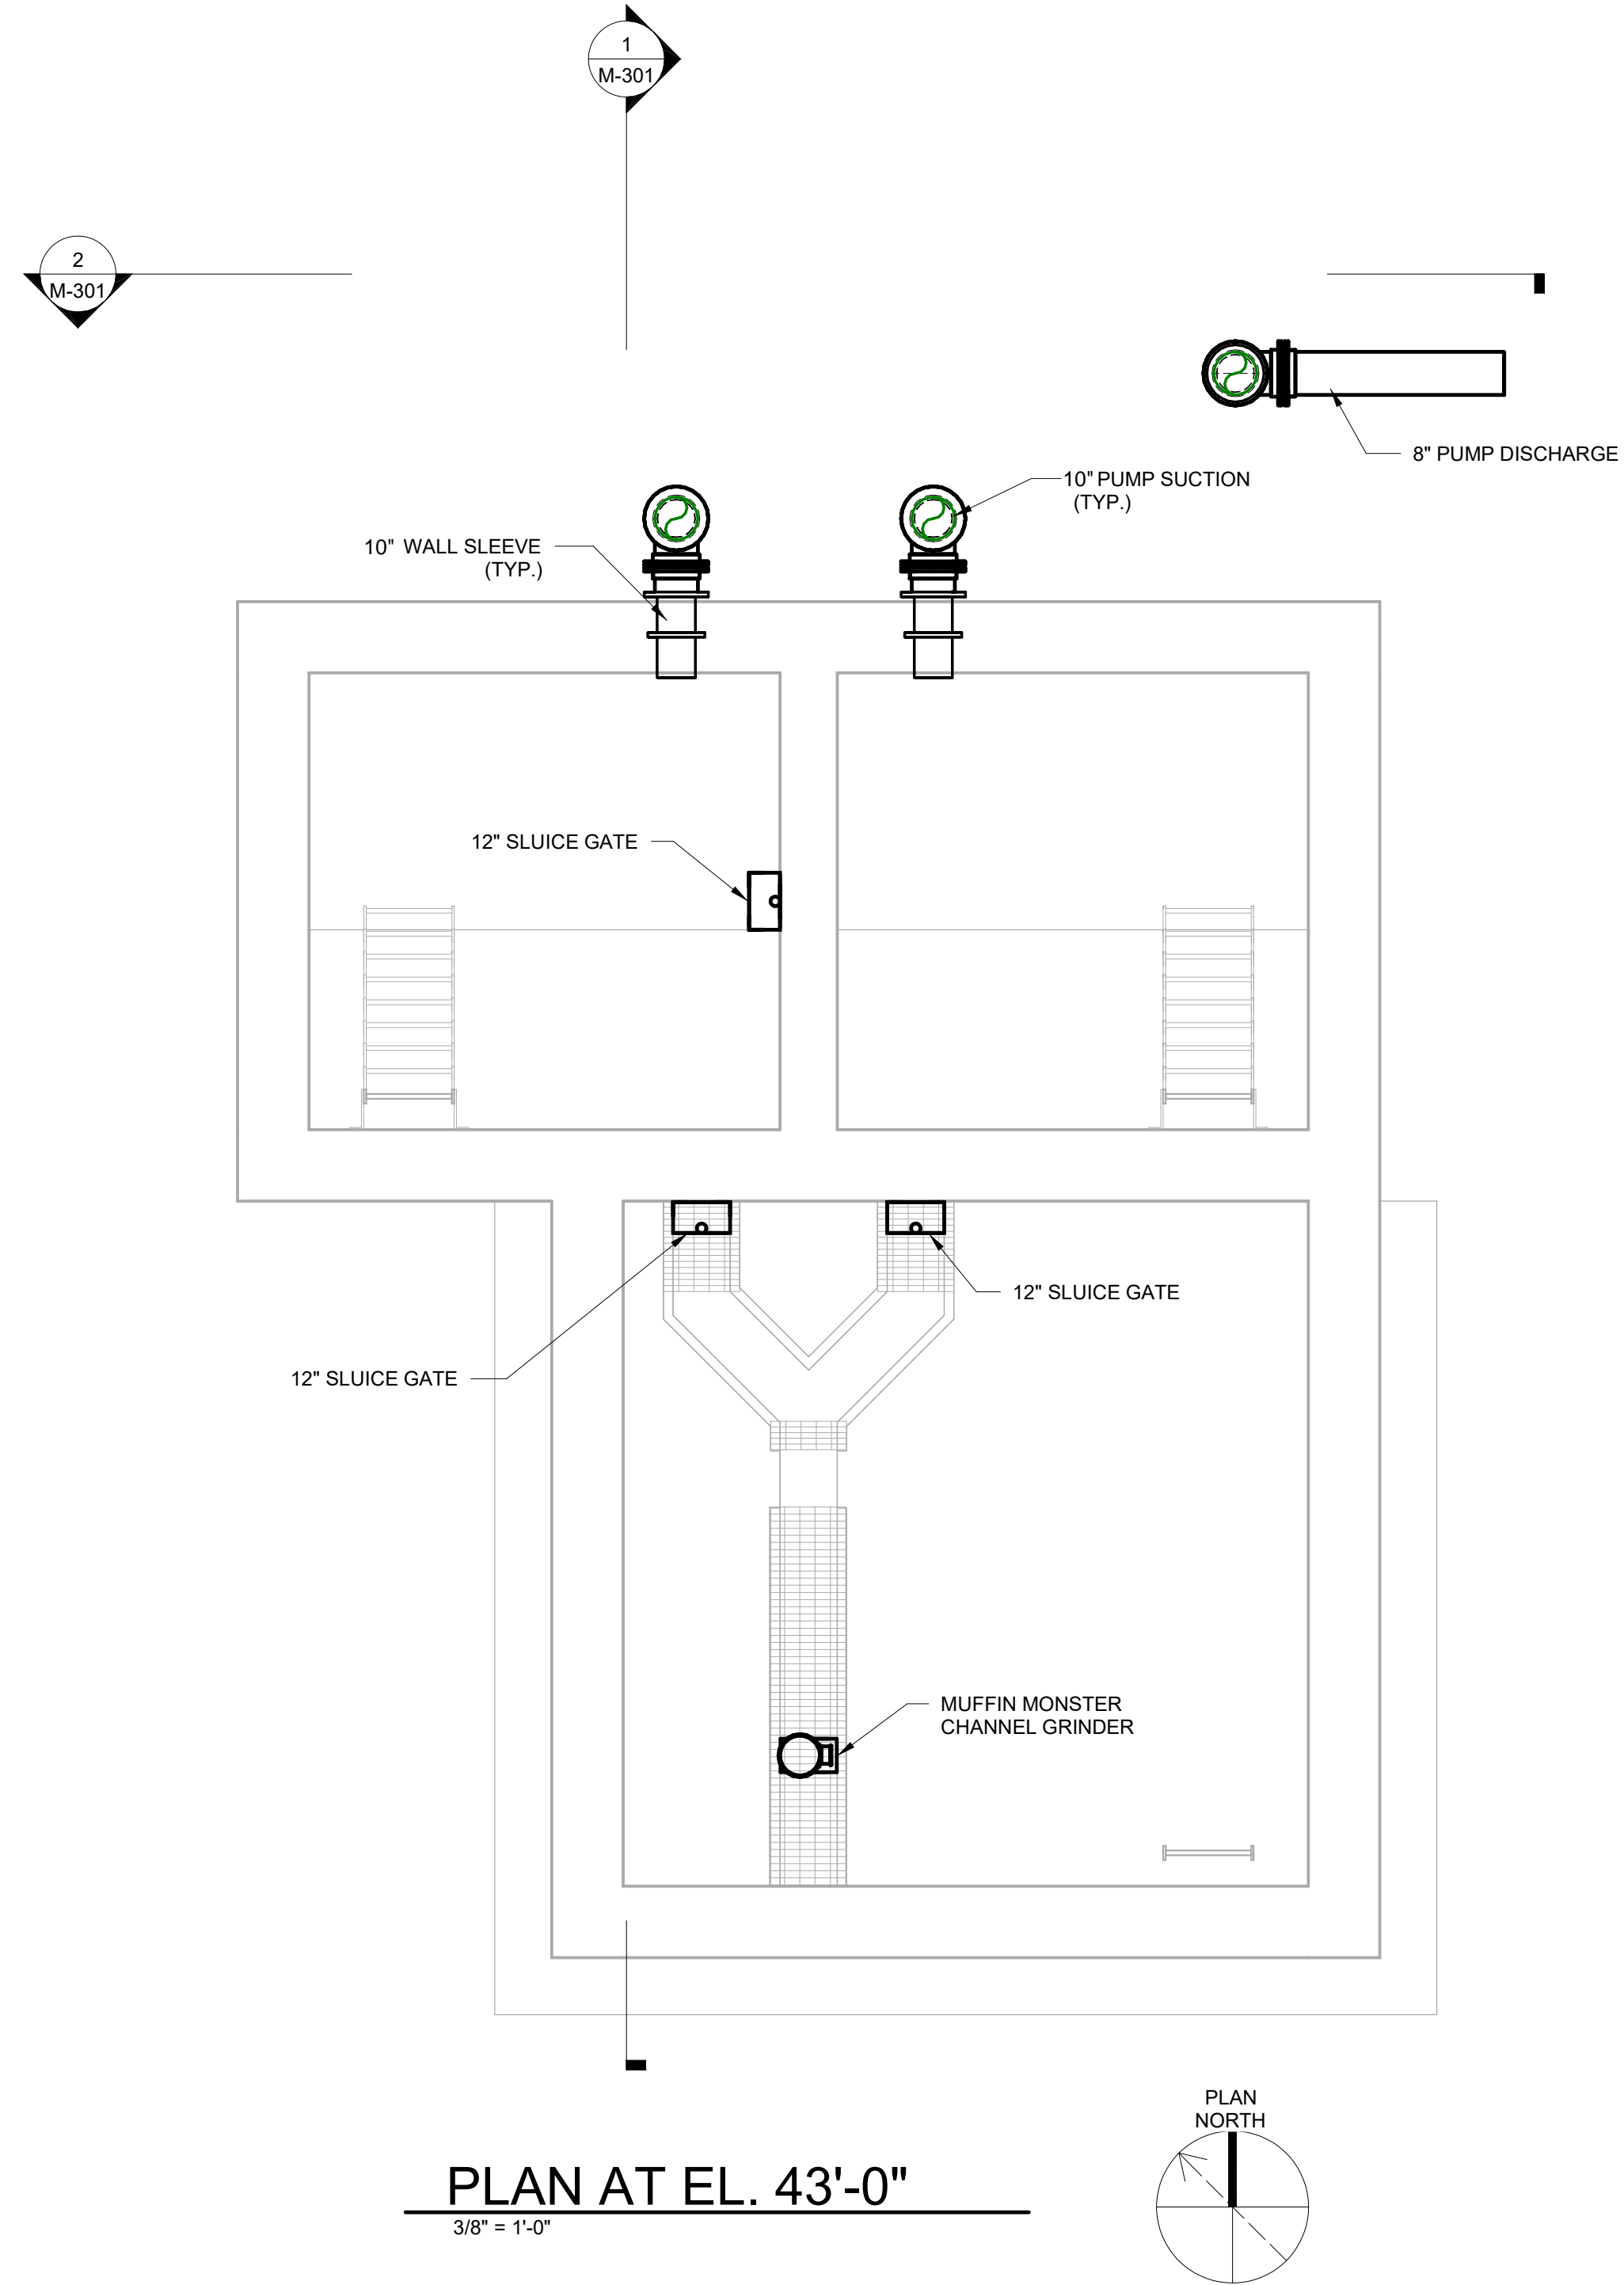 1
M-301
2
M-301
8" PUMP DISCHARGE
10" PUMP SUCTION
(TYP.)
10" WALL SLEEVE
(TYP.)
12" SLUICE GATE
12" SLUICE GATE
12" SLUICE GATE
MUFFIN MONSTER
CHANNEL GRINDER
PLAN
NORTH
PLAN AT EL. 43'-0"
3/8" = 1'-0"